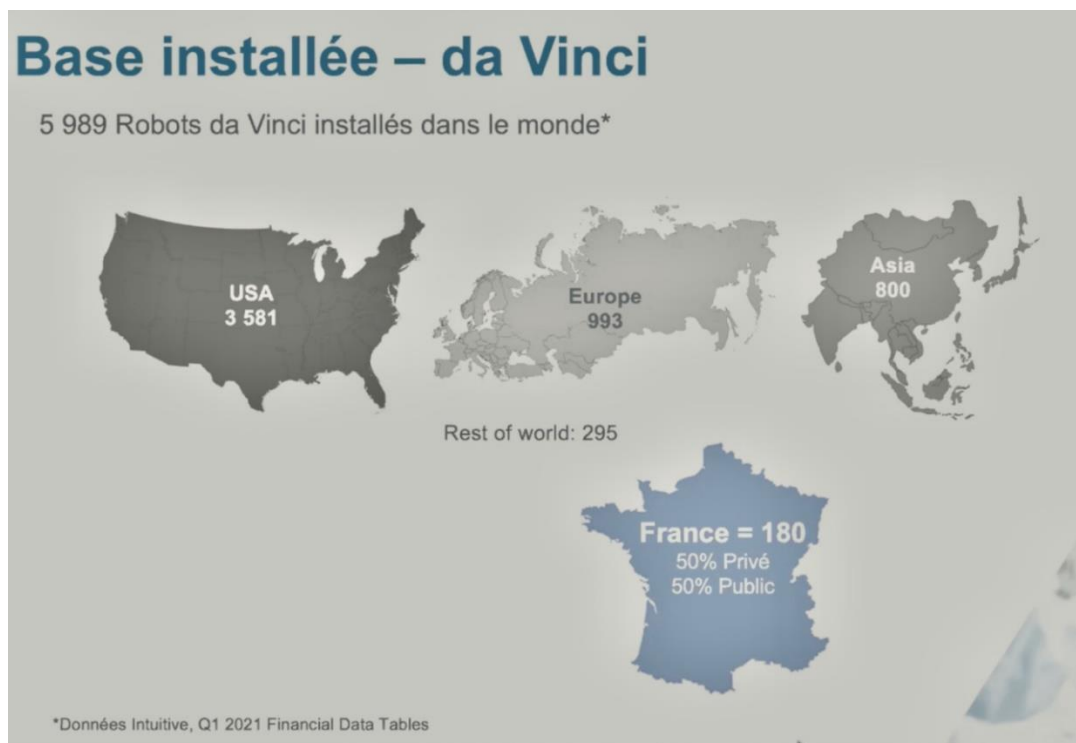 Base installée – da Vinci
5 989 Robots da Vinci installés dans le monde*
USA
3 581
Europe
993
Asia
800
Rest of world: 295
France = 180
50% Privé
50% Public
*Données Intuitive, Q1 2021 Financial Data Tables